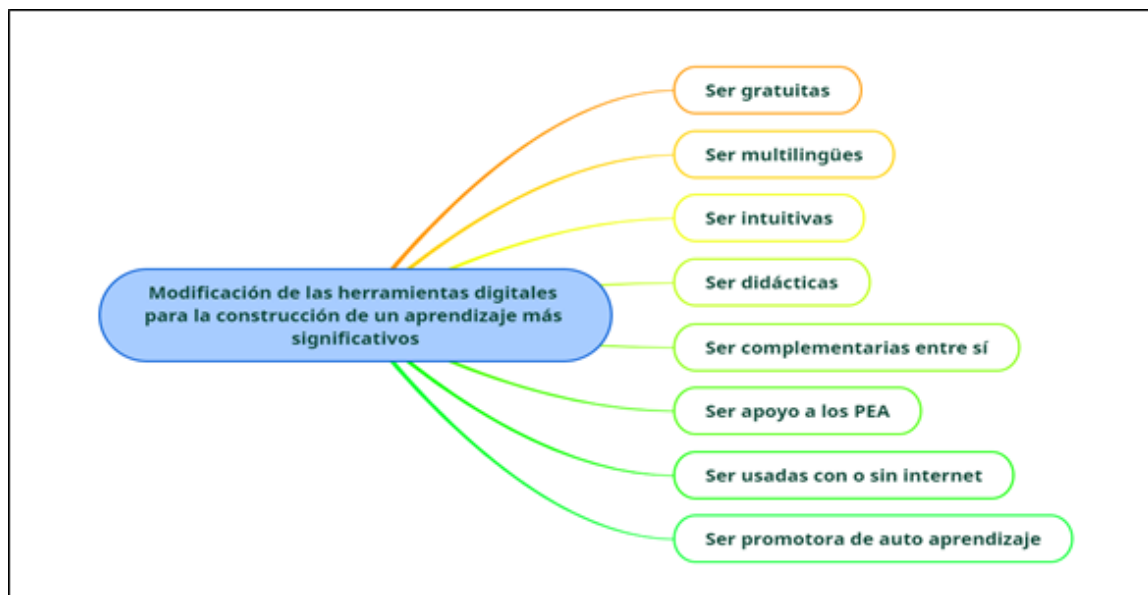 Ser gratuitas
Ser multilingües
Ser intuitivas
Modificación de las herramientas digitales
para la construcción de un aprendizaje más
significativos
Ser didácticas
Ser complementarias entre sí
Ser apoyo a los PEA
Ser usadas con o sin internet
Ser promotora de auto aprendizaje